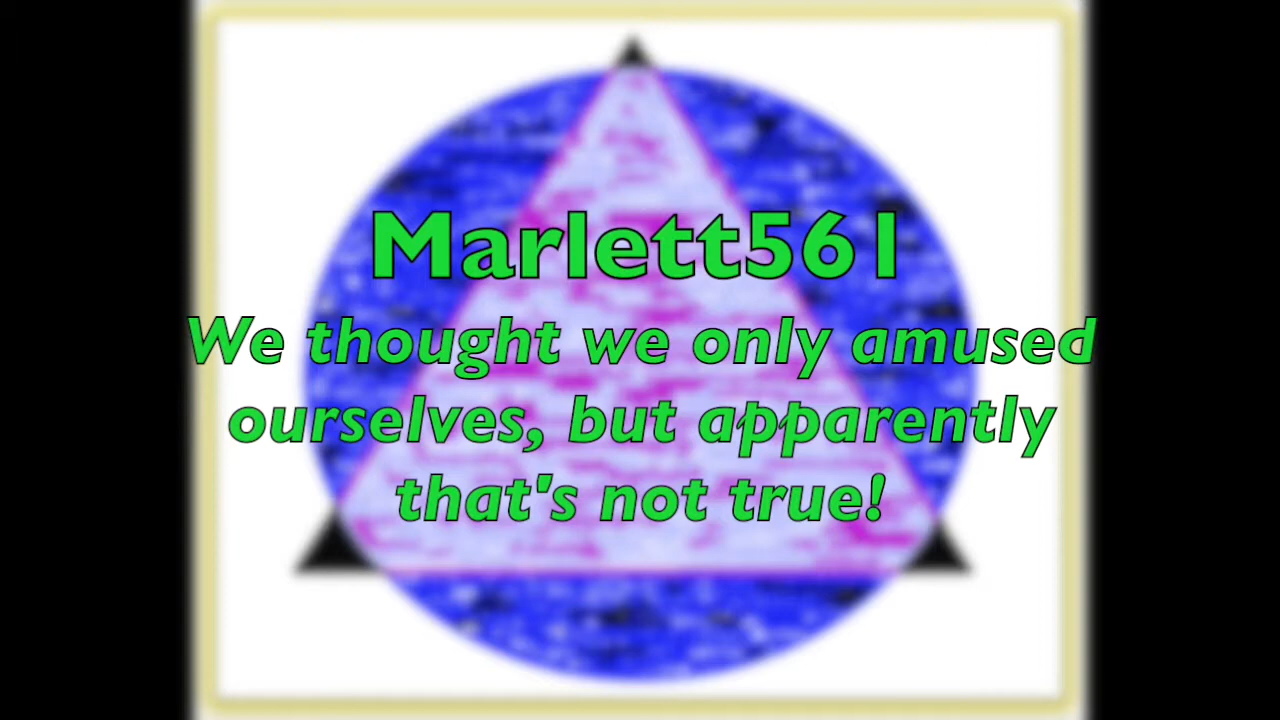 Marlett561
We thought we only amused
ourselves, but apparently
that's not true!